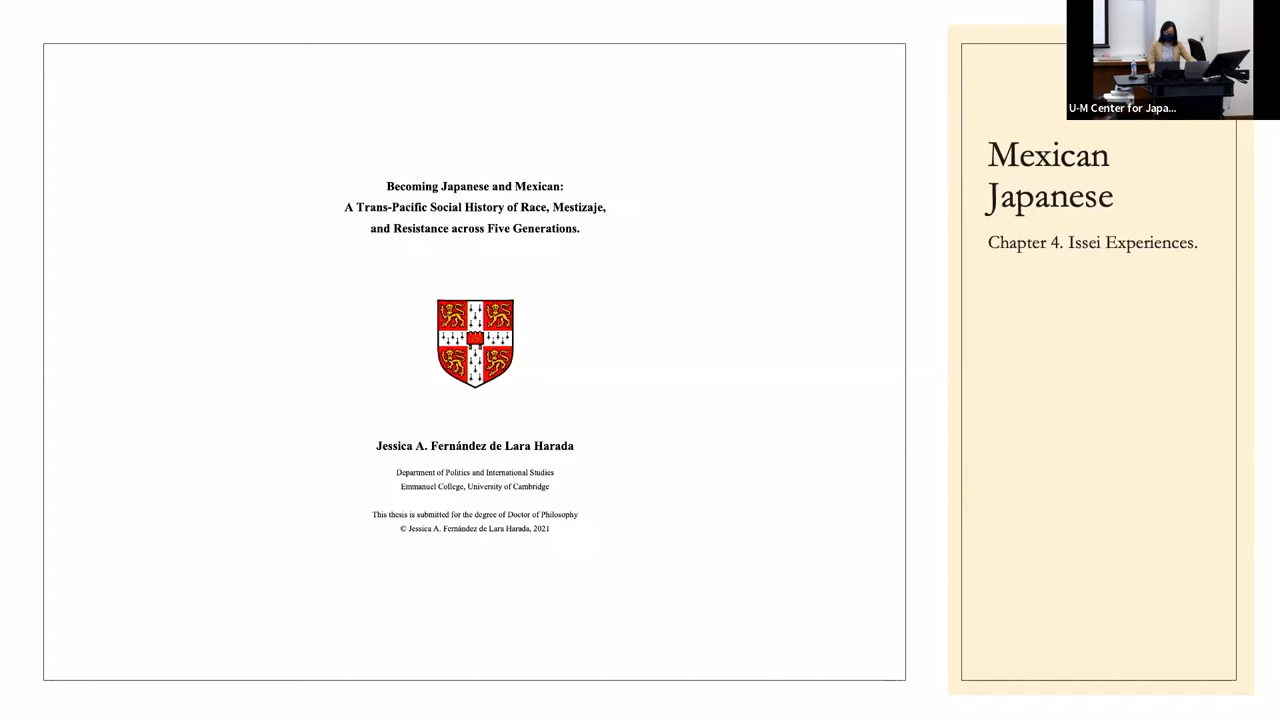 Becoming Japanese and Mexican:
A Trans-Pacific Social History of Race, Mestizaje,
and Resistance across Five Generations.
Jessica A. Fernández de Lara Harada
Department of Politics and International Studies
Emmanuel College, University of Cambridge
This thesis is submitted for the degree of Doctor of Philosophy
© Jessica A. Fernández de Lara Harada, 2021
U-M Center for Japa...
Mexican
Japanese
Chapter 4. Issei Experiences.